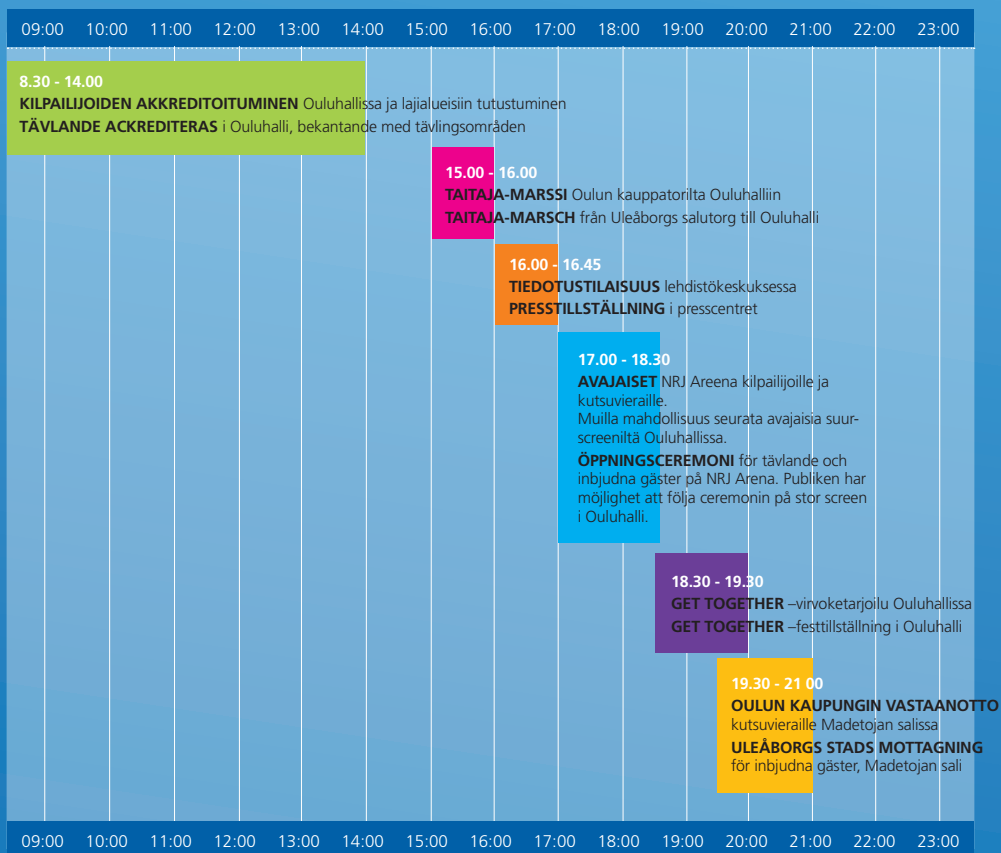 09:00 10:00 11:00 12:00 13:00 14:00 15:00 16:00 17:00 18:00 19:00 20:00 21:00 22:00 23:00
8.30 - 14.00
KILPAILIJOIDEN AKKREDITOITUMINEN Ouluhallissa ja lajialueisiin tutustuminen
TÄVLANDE ACKREDITERAS i Ouluhalli, bekantande med tävlingsområden
15.00 - 16.00
TAITAJA-MARSSI Oulun kauppatorilta Ouluhalliin
TAITAJA-MARSCH från Uleåborgs salutorg till Ouluhalli
16.00 - 16.45
TIEDOTUSTILAISUUS lehdistökeskuksessa
PRESSTILLSTÄLLNING i presscentret
17.00 - 18.30
AVAJAISET NRJ Areena kilpailijoille ja
kutsuvieraille.
Muilla mahdollisuus seurata avajaisia suur-
screeniltä Ouluhallissa.
ÖPPNINGSCEREMONI för tävlande och
inbjudna gäster på NRJ Arena. Publiken har
möjlighet att följa ceremonin på stor screen
i Ouluhalli.
18.30 - 19.30
GET TOGETHER –virvoketarjoilu Ouluhallissa
GET TOGETHER –festtillställning i Ouluhalli
19.30 - 21 00
OULUN KAUPUNGIN VASTAANOTTO
kutsuvieraille Madetojan salissa
ULEÅBORGS STADS MOTTAGNING
för inbjudna gäster, Madetojan sali
09:00 10:00 11:00 12:00 13:00 14:00 15:00 16:00 17:00 18:00 19:00 20:00 21:00 22:00 23:00